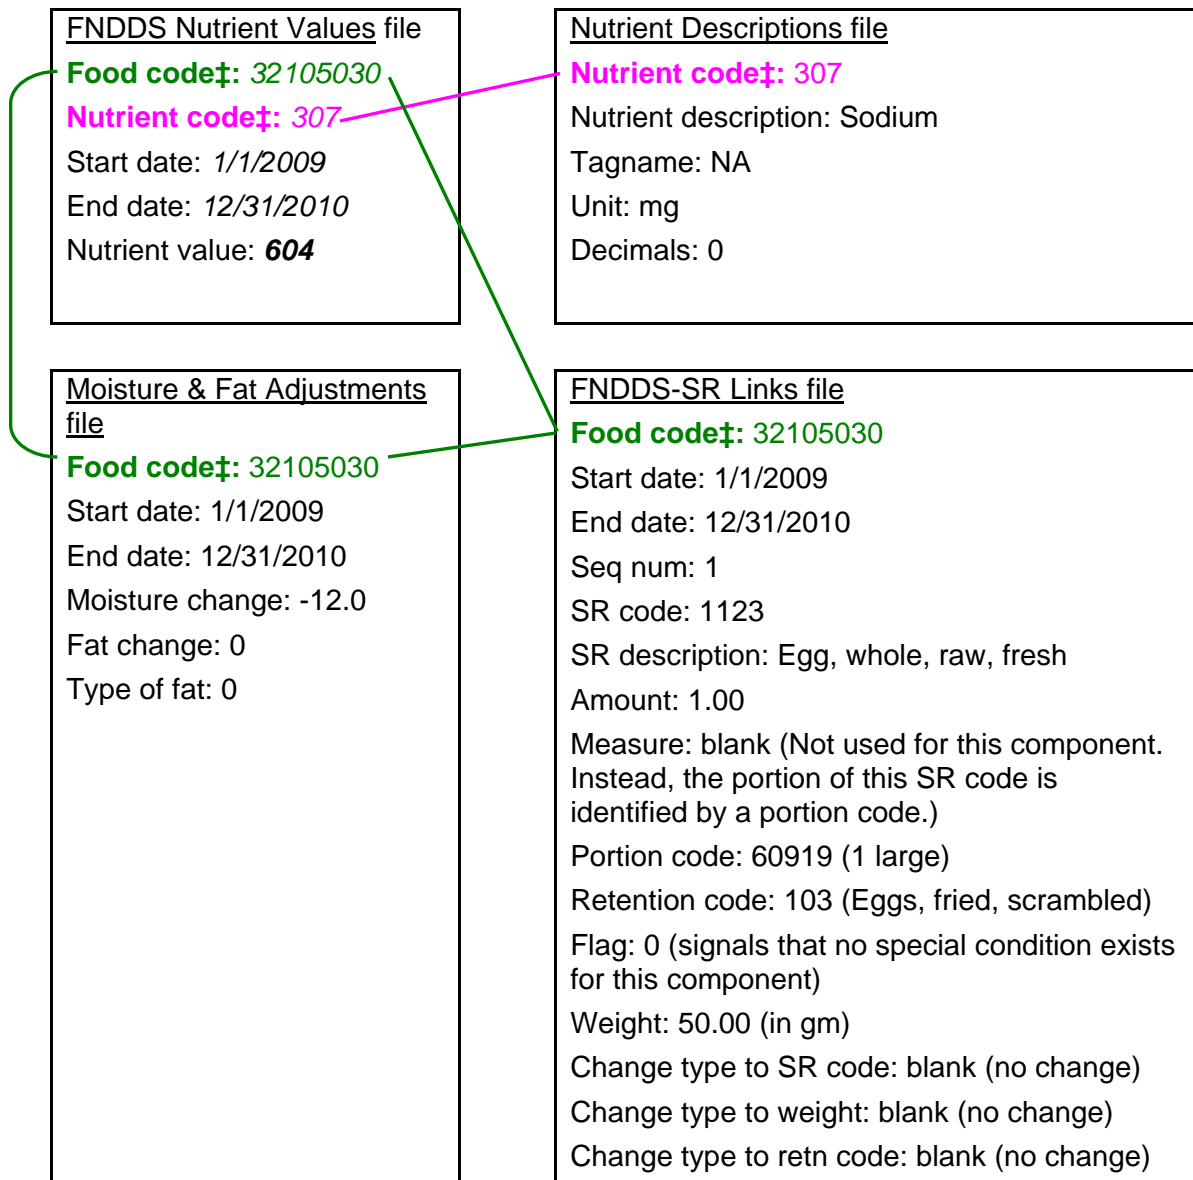 FNDDS Nutrient Values file
Food code‡: 32105030
Nutrient code‡: 307
Start date: 1/1/2009
End date: 12/31/2010
Nutrient value: 604
Nutrient Descriptions file
Nutrient code‡: 307
Nutrient description: Sodium
Tagname: NA
Unit: mg
Decimals: 0
Moisture & Fat Adjustments
file
Food code‡: 32105030
Start date: 1/1/2009
End date: 12/31/2010
Moisture change: -12.0
Fat change: 0
Type of fat: 0
FNDDS-SR Links file
Food code‡: 32105030
Start date: 1/1/2009
End date: 12/31/2010
Seq num: 1
SR code: 1123
SR description: Egg, whole, raw, fresh
Amount: 1.00
Measure: blank (Not used for this component.
Instead, the portion of this SR code is
identified by a portion code.)
Portion code: 60919 (1 large)
Retention code: 103 (Eggs, fried, scrambled)
Flag: 0 (signals that no special condition exists
for this component)
Weight: 50.00 (in gm)
Change type to SR code: blank (no change)
Change type to weight: blank (no change)
Change type to retn code: blank (no change)